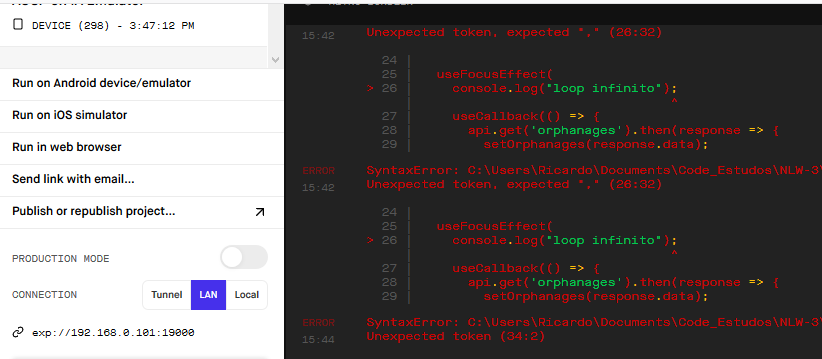 DEVICE (298) - 3:47:12 PM
Run on Android device/emulator
Run on iOS simulator
Run in web browser
Send link with email...
Publish or republish project...
PRODUCTION MODE
CONNECTION
Tunnel
LAN
Local
exp://192.168.0.101:19000
15:42
Unexpected token, expected "," (26:32)
24 |
25 | useFocusEffect(
> 26 | console.log("loop infinito");
| ^
27 | useCallback(() => {
28 | api.get('orphanages').then(response => {
29 | setOrphanages(response.data);
ERROR
15:42
SyntaxError: C:\Users\Ricardo\Documents\Code_Estudos\NLW-3\
Unexpected token, expected "," (26:32)
24 |
25 | useFocusEffect(
> 26 | console.log("loop infinito");
| ^
27 | useCallback(() => {
28 | api.get('orphanages').then(response => {
29 | setOrphanages(response.data);
ERROR
15:44
SyntaxError: C:\Users\Ricardo\Documents\Code_Estudos\NLW-3\
Unexpected token (34:2)